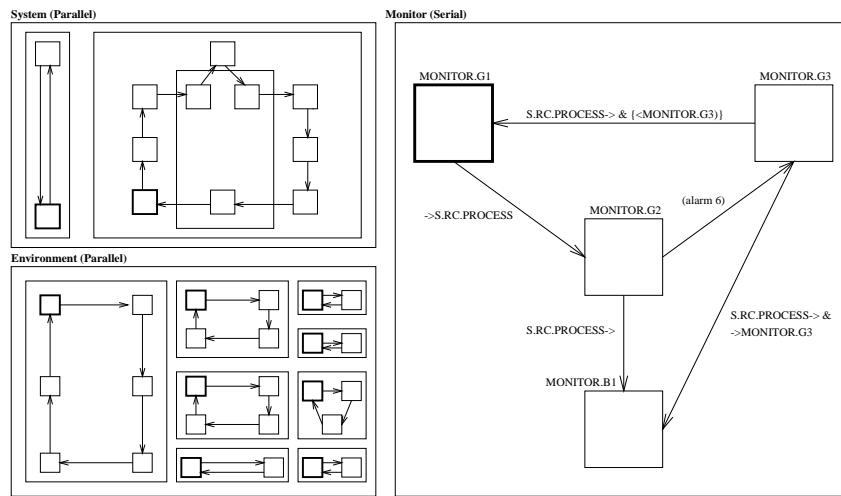 System (Parallel)
Monitor (Serial)
MONITOR.G1
MONITOR.G3
S.RC.PROCESS-> & {<MONITOR.G3)}
->S.RC.PROCESS
MONITOR.G2
(alarm 6)
Environment (Parallel)
S.RC.PROCESS->
S.RC.PROCESS-> &
->MONITOR.G3
MONITOR.B1